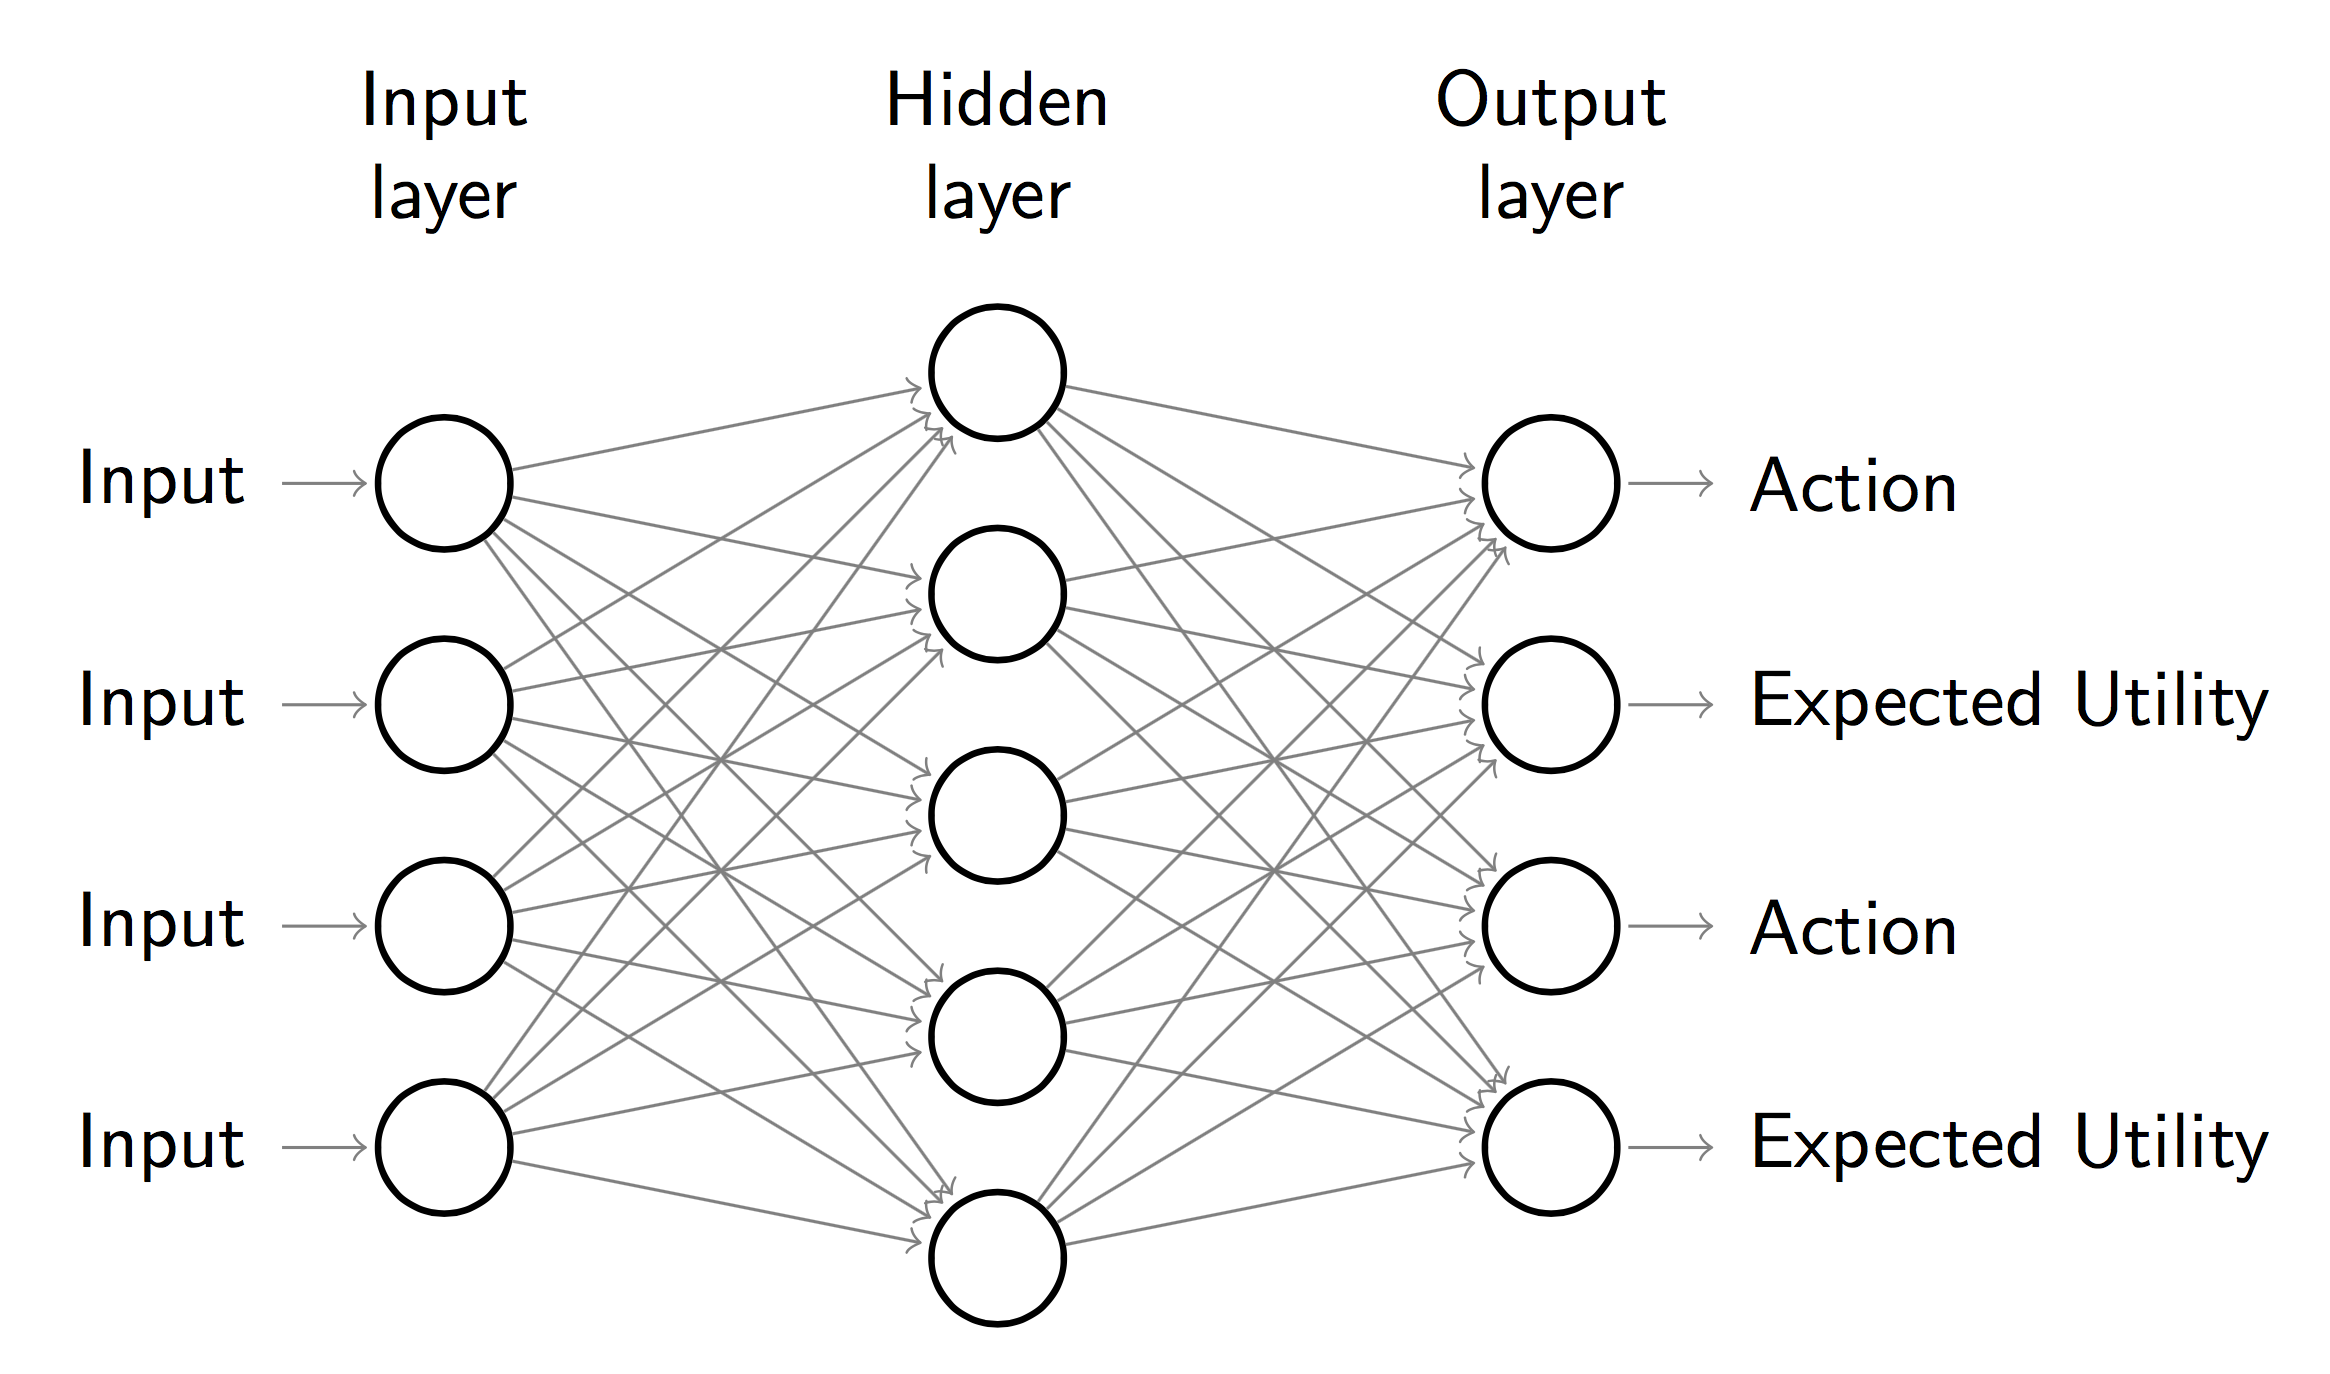 Input
layer
Hidden
layer
Output
layer
Input
Input
Input
Input
Action
Expected Utility
Action
Expected Utility